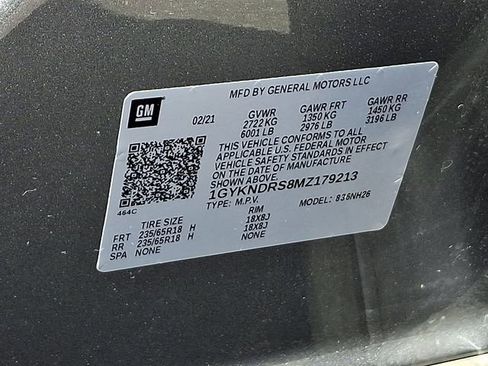 MFD BY GENERAL MOTORS LLC
GM
02/21 GVWR GAWR FRT GAWR RR
2722 KG 1350 KG 1450 KG
6001 LB 2976 LB 3196 LB
THIS VEHICLE CONFORMS TO ALL
APPLICABLE U.S. FEDERAL MOTOR
VEHICLE SAFETY STANDARDS IN EFFECT
ON THE DATE OF MANUFACTURE
SHOWN ABOVE.
1GYKNDRS8MZ179213
TYPE: M.P.V. MODEL: 836NH26
464C
TIRE SIZE RIM
FRT 235/65R18 H 18X8J
RR 235/65R18 H 18X8J
SPA NONE NONE